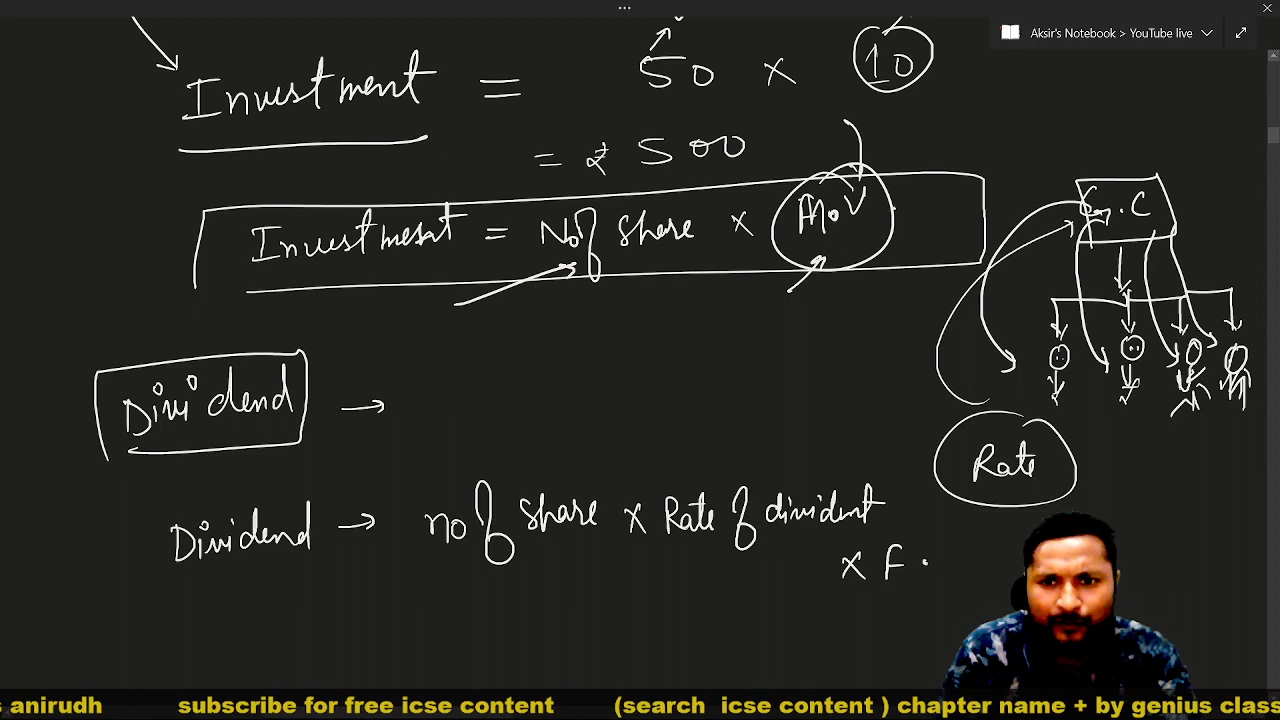 Aksir's Notebook > YouTube live
Investment = 50 × 10
= ₹ 500
Investment = No of share × M.V
Dividend →
Rate
Dividend → no of share × Rate of divident
× F.
s anirudh subscribe for free icse content (search icse content ) chapter name + by genius class